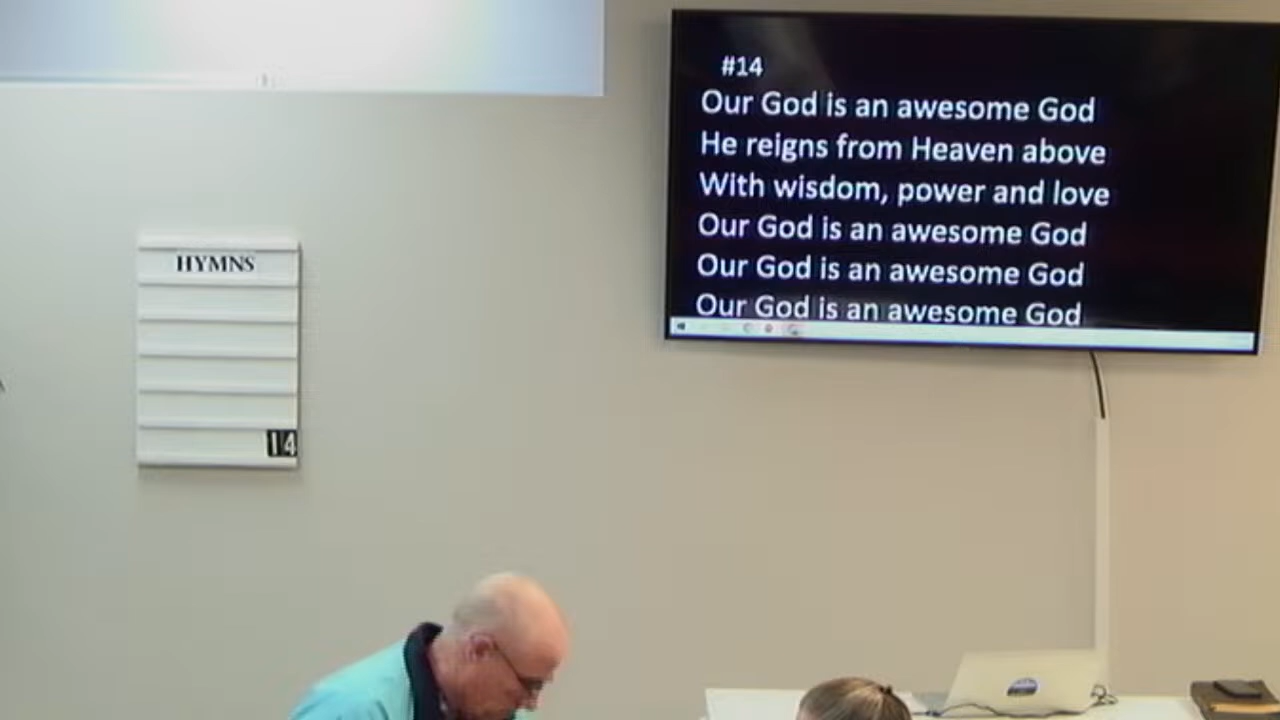 #14
Our God is an awesome God
He reigns from Heaven above
With wisdom, power and love
Our God is an awesome God
Our God is an awesome God
Our God is an awesome God
HYMNS
14